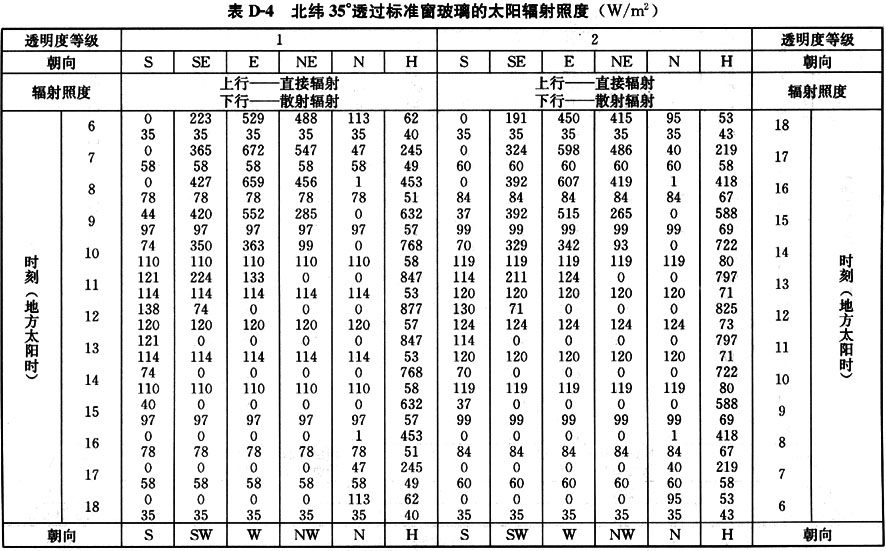 表 D-4 北纬 35°透过标准窗玻璃的太阳辐射照度（W/m²）
透明度等级 1 2 透明度等级
朝向 S SE E NE N H S SE E NE N H 朝向
辐射照度 上行——直接辐射 上行——直接辐射 辐射照度
下行——散射辐射 下行——散射辐射
时刻（地方太阳时） 时刻（地方太阳时）
6 0 223 529 488 113 62 0 191 450 415 95 53 18
35 35 35 35 35 40 35 35 35 35 35 43
7 0 365 672 547 47 245 0 324 598 486 40 219 17
58 58 58 58 58 49 60 60 60 60 60 58
8 0 427 659 456 1 453 0 392 607 419 1 418 16
78 78 78 78 78 51 84 84 84 84 84 67
9 44 420 552 285 0 632 37 392 515 265 0 588 15
97 97 97 97 97 57 99 99 99 99 99 69
10 74 350 363 99 0 768 70 329 342 93 0 722 14
110 110 110 110 110 58 119 119 119 119 119 80
11 121 224 133 0 0 847 114 211 124 0 0 797 13
114 114 114 114 114 53 120 120 120 120 120 71
12 138 74 0 0 0 877 130 71 0 0 0 825 12
120 120 120 120 120 57 124 124 124 124 124 73
13 121 0 0 0 0 847 114 0 0 0 0 797 11
114 114 114 114 114 53 120 120 120 120 120 71
14 74 0 0 0 0 768 70 0 0 0 0 722 10
110 110 110 110 110 58 119 119 119 119 119 80
15 40 0 0 0 0 632 37 0 0 0 0 588 9
97 97 97 97 97 57 99 99 99 99 99 69
16 0 0 0 0 1 453 0 0 0 0 1 418 8
78 78 78 78 78 51 84 84 84 84 84 67
17 0 0 0 0 47 245 0 0 0 0 40 219 7
58 58 58 58 58 49 60 60 60 60 60 58
18 0 0 0 0 113 62 0 0 0 0 95 53 6
35 35 35 35 35 40 35 35 35 35 35 43
朝向 S SW W NW N H S SW W NW N H 朝向